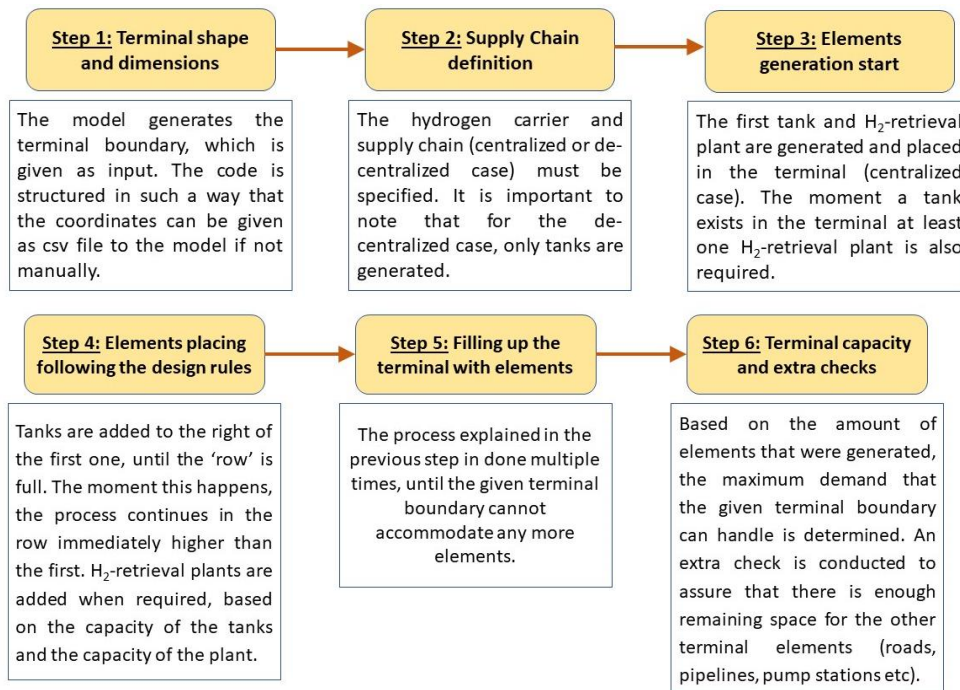 Step 1: Terminal shape
and dimensions
The model generates the
terminal boundary, which is
given as input. The code is
structured in such a way that
the coordinates can be given
as csv file to the model if not
manually.
Step 2: Supply Chain
definition
The hydrogen carrier and
supply chain (centralized or de-
centralized case) must be
specified. It is important to
note that for the de-
centralized case, only tanks are
generated.
Step 3: Elements
generation start
The first tank and H₂-retrieval
plant are generated and placed
in the terminal (centralized
case). The moment a tank
exists in the terminal at least
one H₂-retrieval plant is also
required.
Step 4: Elements placing
following the design rules
Tanks are added to the right of
the first one, until the ‘row’ is
full. The moment this happens,
the process continues in the
row immediately higher than
the first. H₂-retrieval plants are
added when required, based
on the capacity of the tanks
and the capacity of the plant.
Step 5: Filling up the
terminal with elements
The process explained in the
previous step in done multiple
times, until the given terminal
boundary cannot
accommodate any more
elements.
Step 6: Terminal capacity
and extra checks
Based on the amount of
elements that were generated,
the maximum demand that
the given terminal boundary
can handle is determined. An
extra check is conducted to
assure that there is enough
remaining space for the other
terminal elements (roads,
pipelines, pump stations etc).